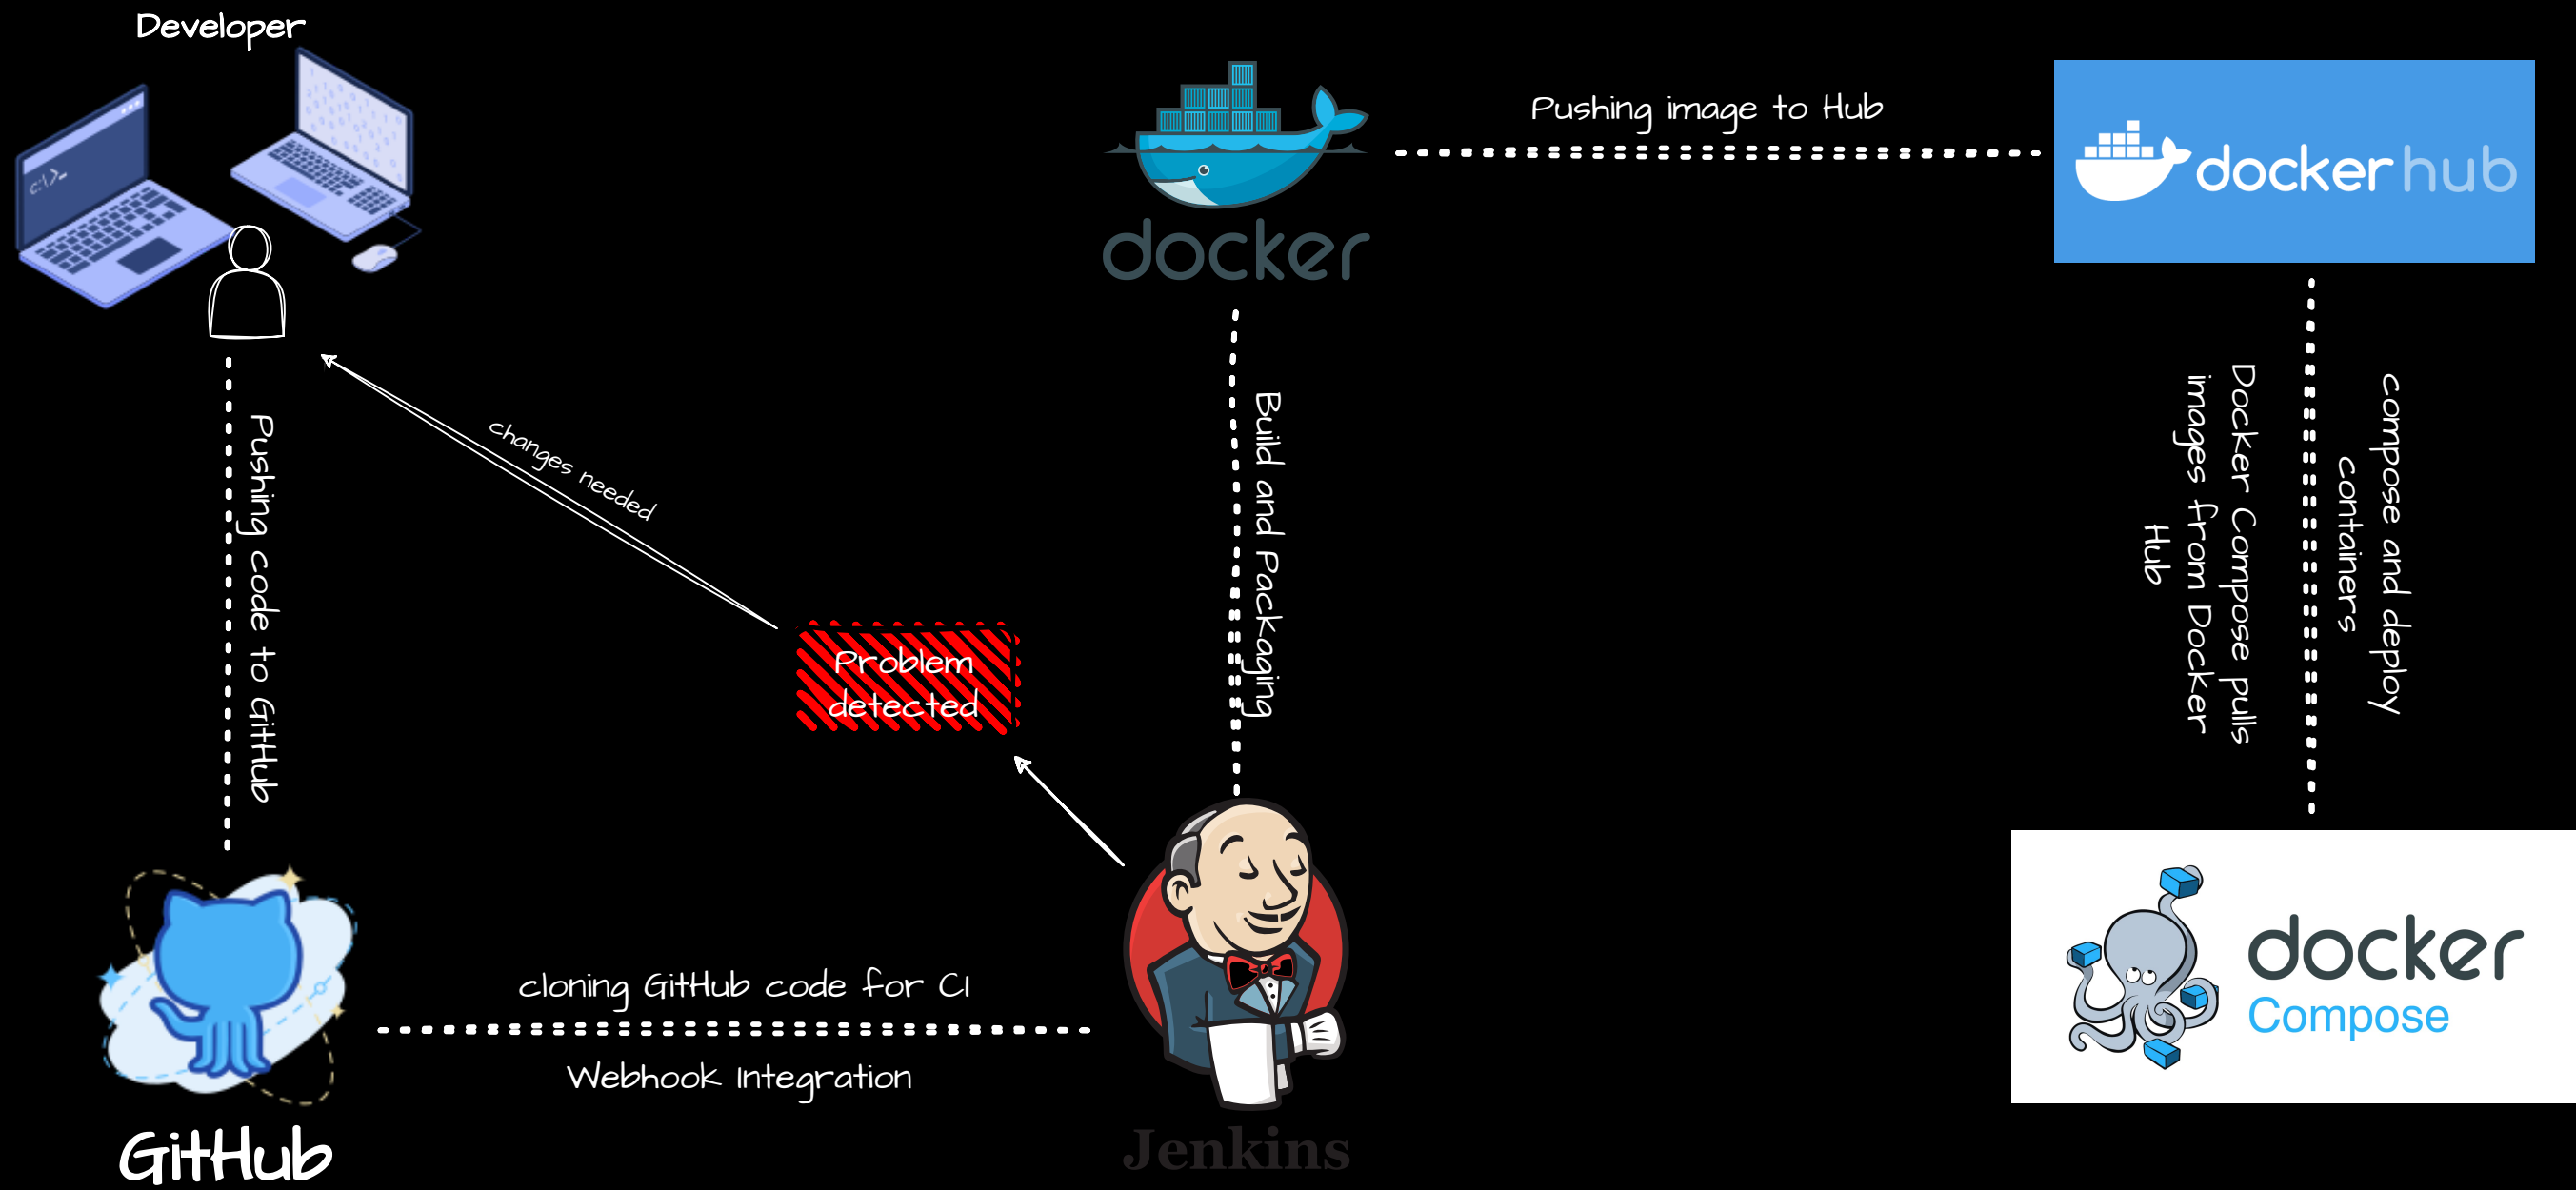 Developer
c:\>_
docker
Pushing image to Hub
docker hub
Pushing code to GitHub
changes needed
Problem
detected
Build and Packaging
Docker Compose pulls
images from Docker
Hub
compose and deploy
containers
GitHub
cloning GitHub code for CI
Webhook Integration
Jenkins
docker
Compose